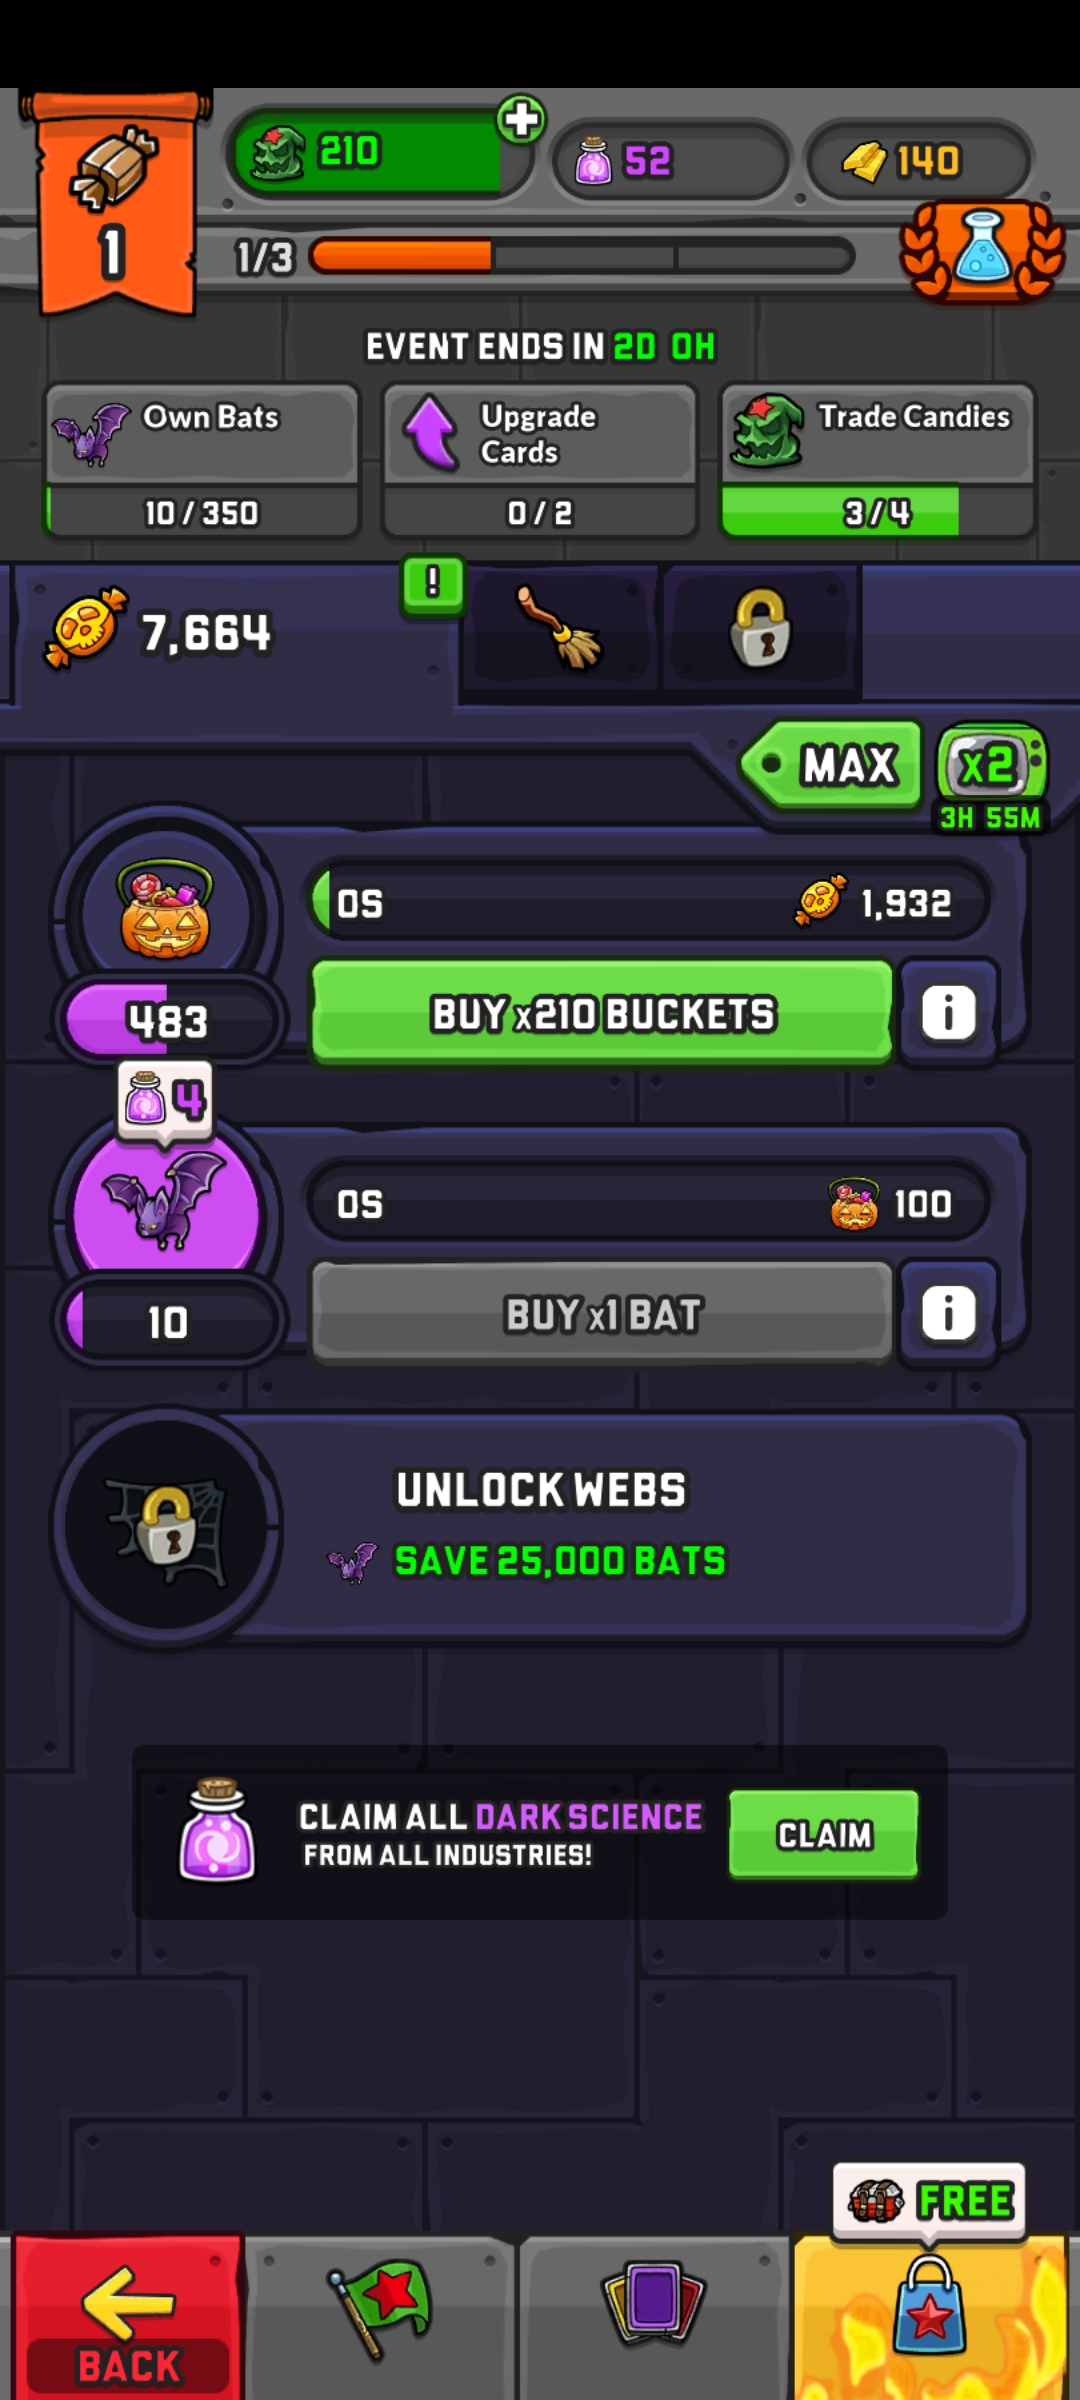 210
52
140
1
1/3
EVENT ENDS IN 2D 0H
Own Bats
10 / 350
Upgrade
Cards
0 / 2
Trade Candies
3 / 4
7,664
!
MAX
x2
3H 55M
0S
1,932
483
BUY x210 BUCKETS
i
4
0S
100
10
BUY x1 BAT
i
UNLOCK WEBS
SAVE 25,000 BATS
CLAIM ALL DARK SCIENCE
FROM ALL INDUSTRIES!
CLAIM
FREE
BACK